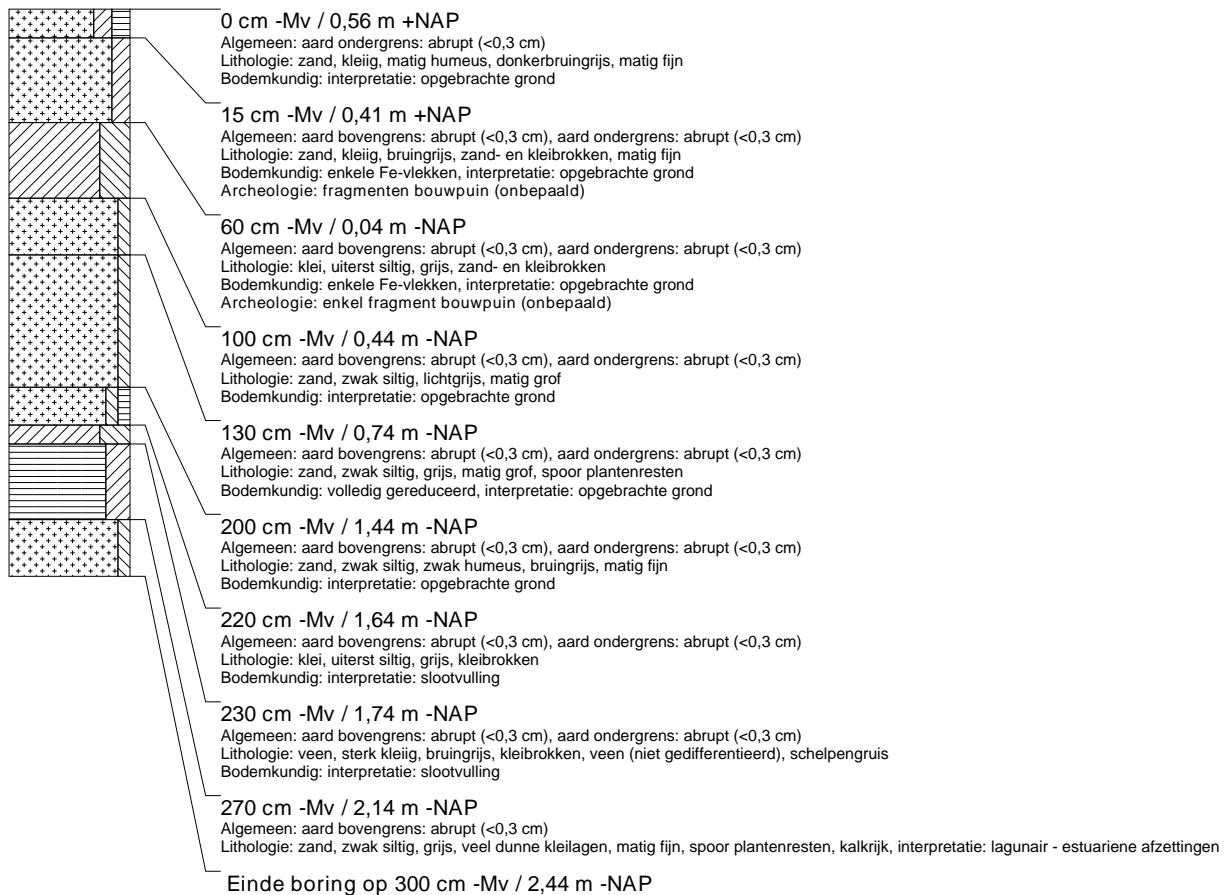 0 cm -Mv / 0,56 m +NAP
Algemeen: aard ondergrens: abrupt (<0,3 cm)
Lithologie: zand, kleiig, matig humeus, donkerbruingrijs, matig fijn
Bodemkundig: interpretatie: opgebrachte grond
15 cm -Mv / 0,41 m +NAP
Algemeen: aard bovengrens: abrupt (<0,3 cm), aard ondergrens: abrupt (<0,3 cm)
Lithologie: zand, kleiig, bruingrijs, zand- en kleibrokken, matig fijn
Bodemkundig: enkele Fe-vlekken, interpretatie: opgebrachte grond
Archeologie: fragmenten bouwpuin (onbepaald)
60 cm -Mv / 0,04 m -NAP
Algemeen: aard bovengrens: abrupt (<0,3 cm), aard ondergrens: abrupt (<0,3 cm)
Lithologie: klei, uiterst siltig, grijs, zand- en kleibrokken
Bodemkundig: enkele Fe-vlekken, interpretatie: opgebrachte grond
Archeologie: enkel fragment bouwpuin (onbepaald)
100 cm -Mv / 0,44 m -NAP
Algemeen: aard bovengrens: abrupt (<0,3 cm), aard ondergrens: abrupt (<0,3 cm)
Lithologie: zand, zwak siltig, lichtgrijs, matig grof
Bodemkundig: interpretatie: opgebrachte grond
130 cm -Mv / 0,74 m -NAP
Algemeen: aard bovengrens: abrupt (<0,3 cm), aard ondergrens: abrupt (<0,3 cm)
Lithologie: zand, zwak siltig, grijs, matig grof, spoor plantenresten
Bodemkundig: volledig gereduceerd, interpretatie: opgebrachte grond
200 cm -Mv / 1,44 m -NAP
Algemeen: aard bovengrens: abrupt (<0,3 cm), aard ondergrens: abrupt (<0,3 cm)
Lithologie: zand, zwak siltig, zwak humeus, bruingrijs, matig fijn
Bodemkundig: interpretatie: opgebrachte grond
220 cm -Mv / 1,64 m -NAP
Algemeen: aard bovengrens: abrupt (<0,3 cm), aard ondergrens: abrupt (<0,3 cm)
Lithologie: klei, uiterst siltig, grijs, kleibrokken
Bodemkundig: interpretatie: slootvulling
230 cm -Mv / 1,74 m -NAP
Algemeen: aard bovengrens: abrupt (<0,3 cm), aard ondergrens: abrupt (<0,3 cm)
Lithologie: veen, sterk kleiig, bruingrijs, kleibrokken, veen (niet gedifferentieerd), schelpengruis
Bodemkundig: interpretatie: slootvulling
270 cm -Mv / 2,14 m -NAP
Algemeen: aard bovengrens: abrupt (<0,3 cm)
Lithologie: zand, zwak siltig, grijs, veel dunne kleilagen, matig fijn, spoor plantenresten, kalkrijk, interpretatie: lagunair - estuariene afzettingen
Einde boring op 300 cm -Mv / 2,44 m -NAP